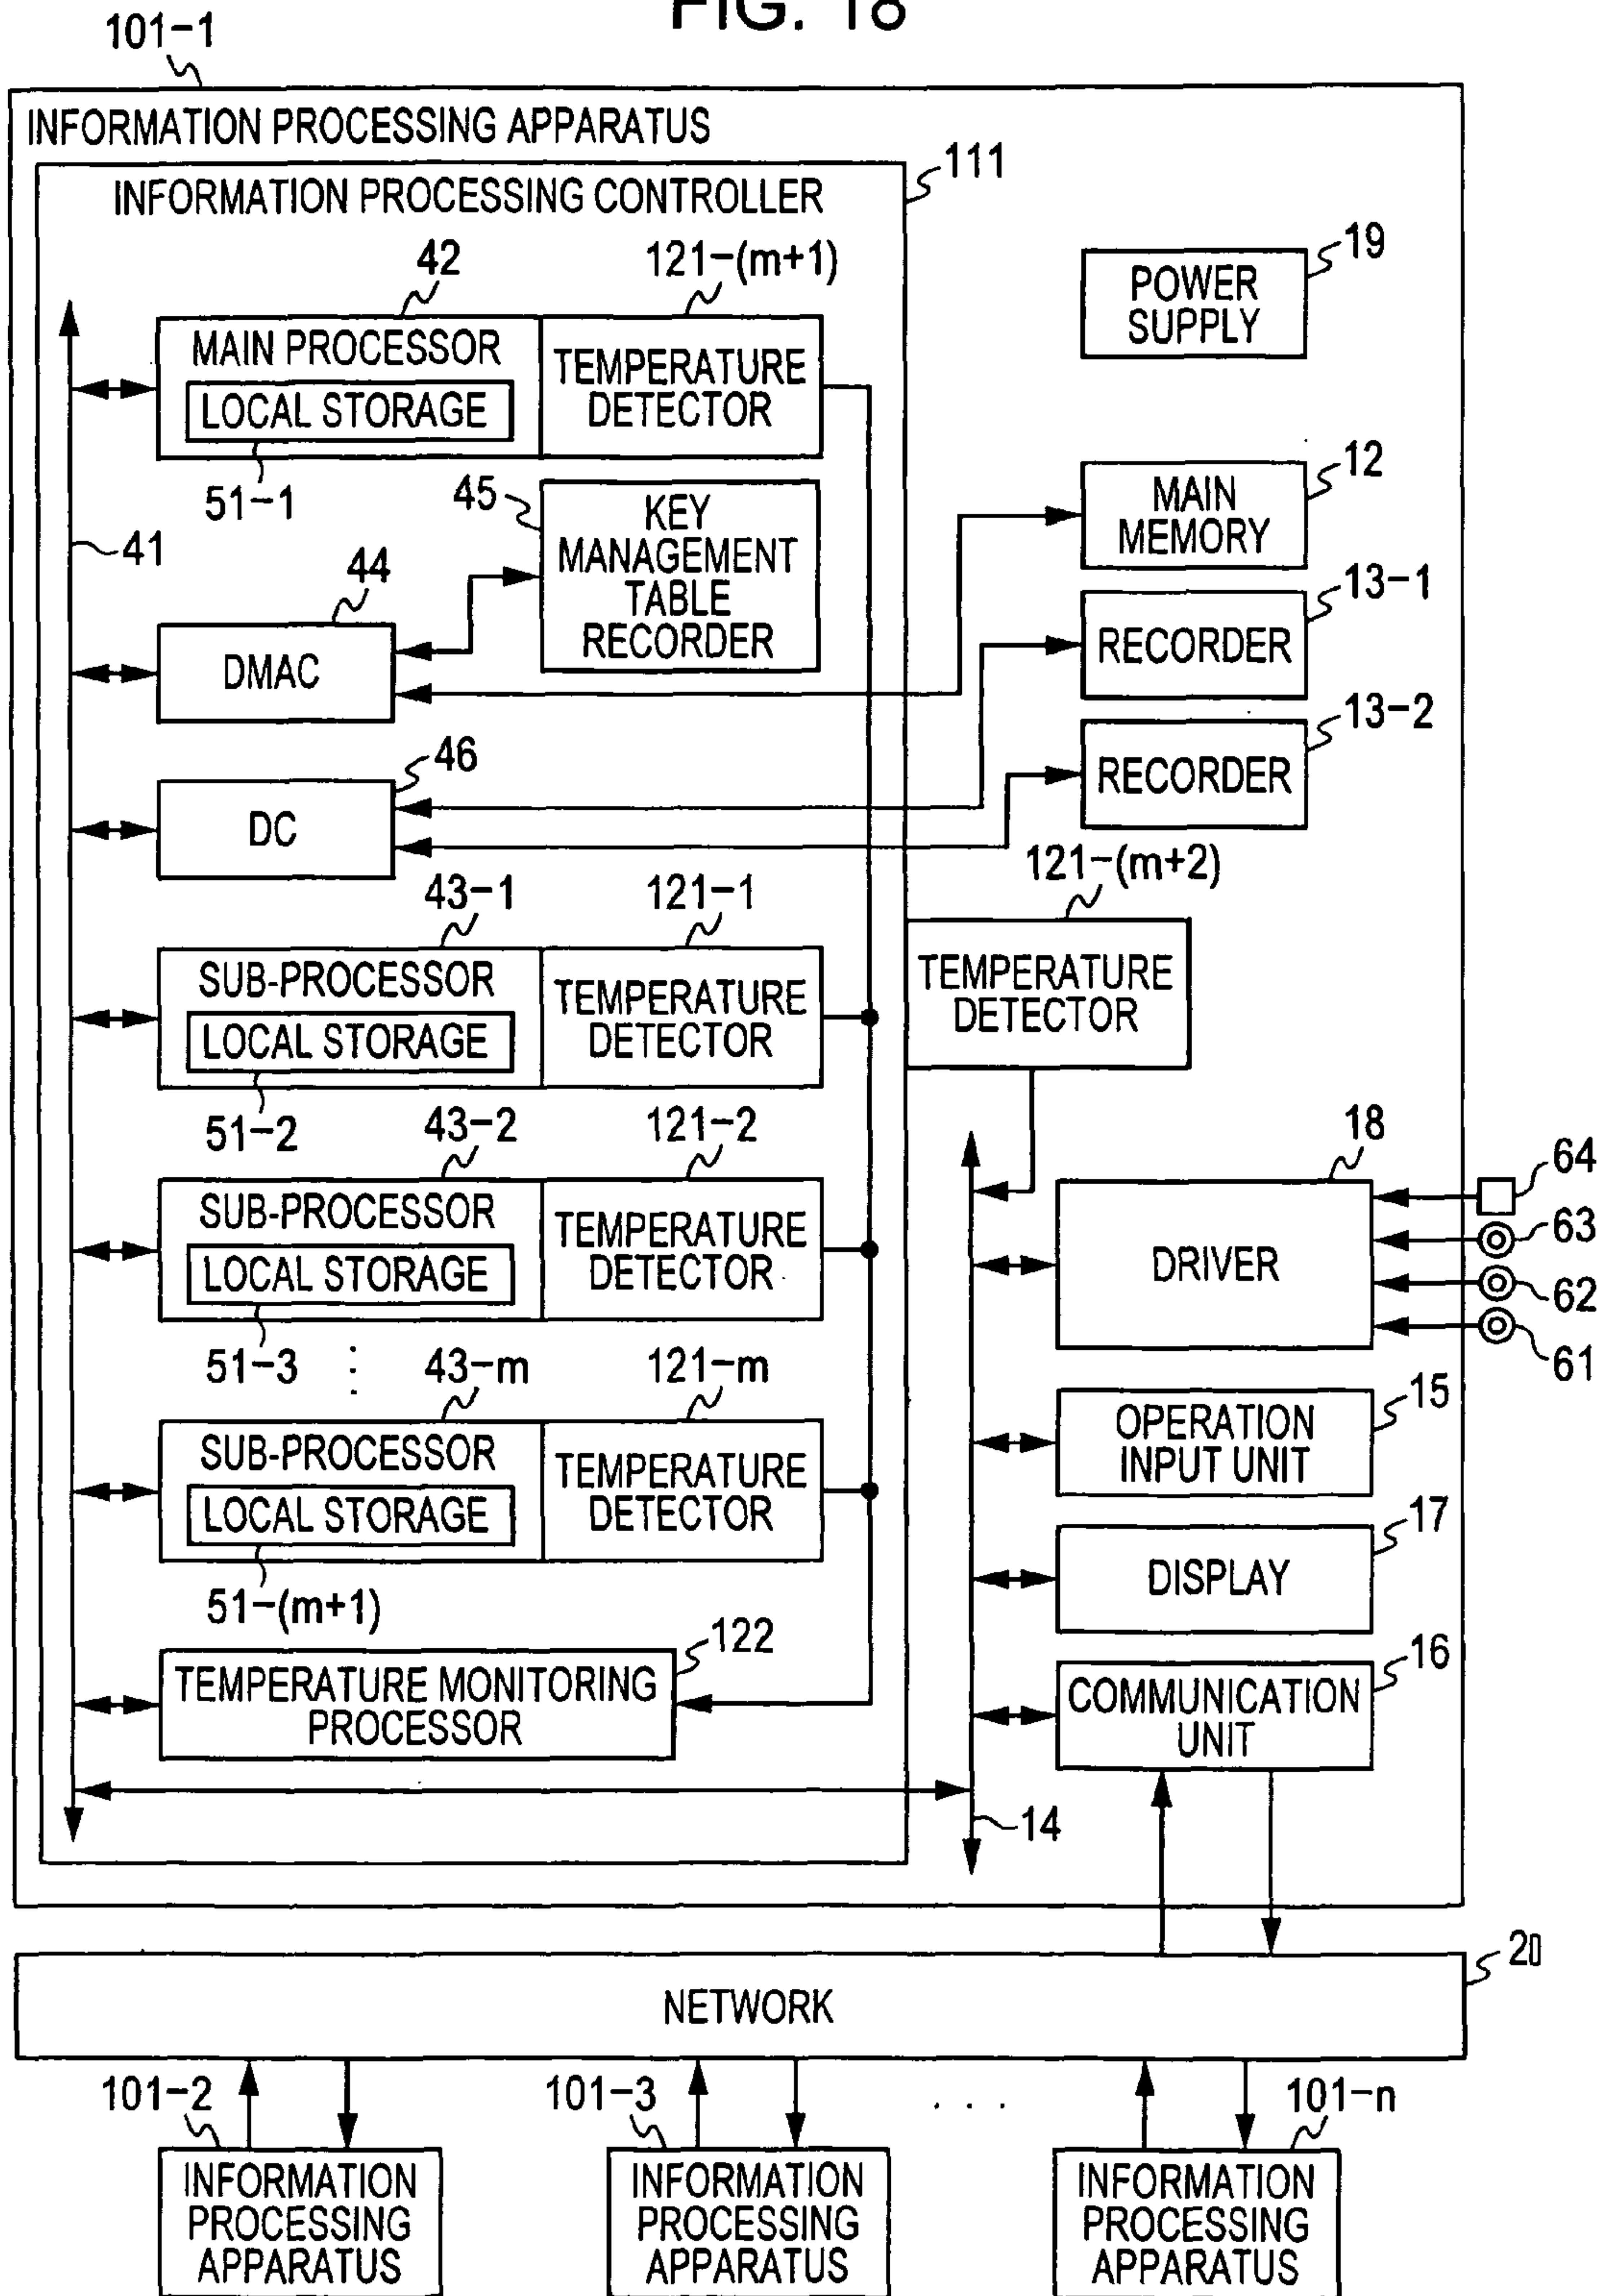 FIG. 18
101-1
INFORMATION PROCESSING APPARATUS
111
INFORMATION PROCESSING CONTROLLER
42
121-(m+1)
19
POWER
SUPPLY
MAIN PROCESSOR
LOCAL STORAGE
TEMPERATURE
DETECTOR
51-1
45
KEY
MANAGEMENT
TABLE
RECORDER
12
MAIN
MEMORY
41
44
DMAC
13-1
RECORDER
13-2
RECORDER
46
DC
121-(m+2)
TEMPERATURE
DETECTOR
43-1
121-1
SUB-PROCESSOR
LOCAL STORAGE
TEMPERATURE
DETECTOR
51-2
43-2
121-2
SUB-PROCESSOR
LOCAL STORAGE
TEMPERATURE
DETECTOR
51-3
18
DRIVER
64
63
62
61
43-m
121-m
SUB-PROCESSOR
LOCAL STORAGE
TEMPERATURE
DETECTOR
51-(m+1)
15
OPERATION
INPUT UNIT
17
DISPLAY
122
TEMPERATURE MONITORING
PROCESSOR
16
COMMUNICATION
UNIT
14
20
NETWORK
101-2
101-3
. . .
101-n
INFORMATION
PROCESSING
APPARATUS
INFORMATION
PROCESSING
APPARATUS
INFORMATION
PROCESSING
APPARATUS